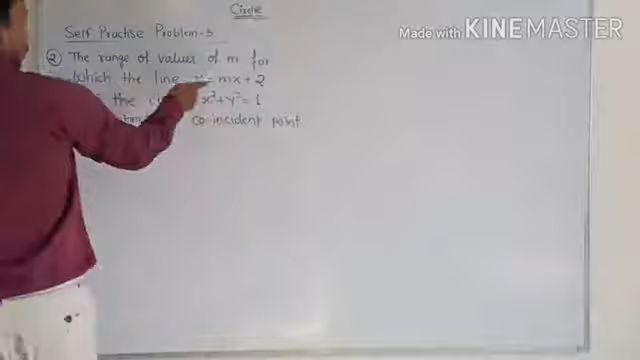 Circle
Made with KINEMASTER
Self Practise Problem-3
② The range of values of m for
which the line y = mx + 2
the x² + y² = 1
co-incident point